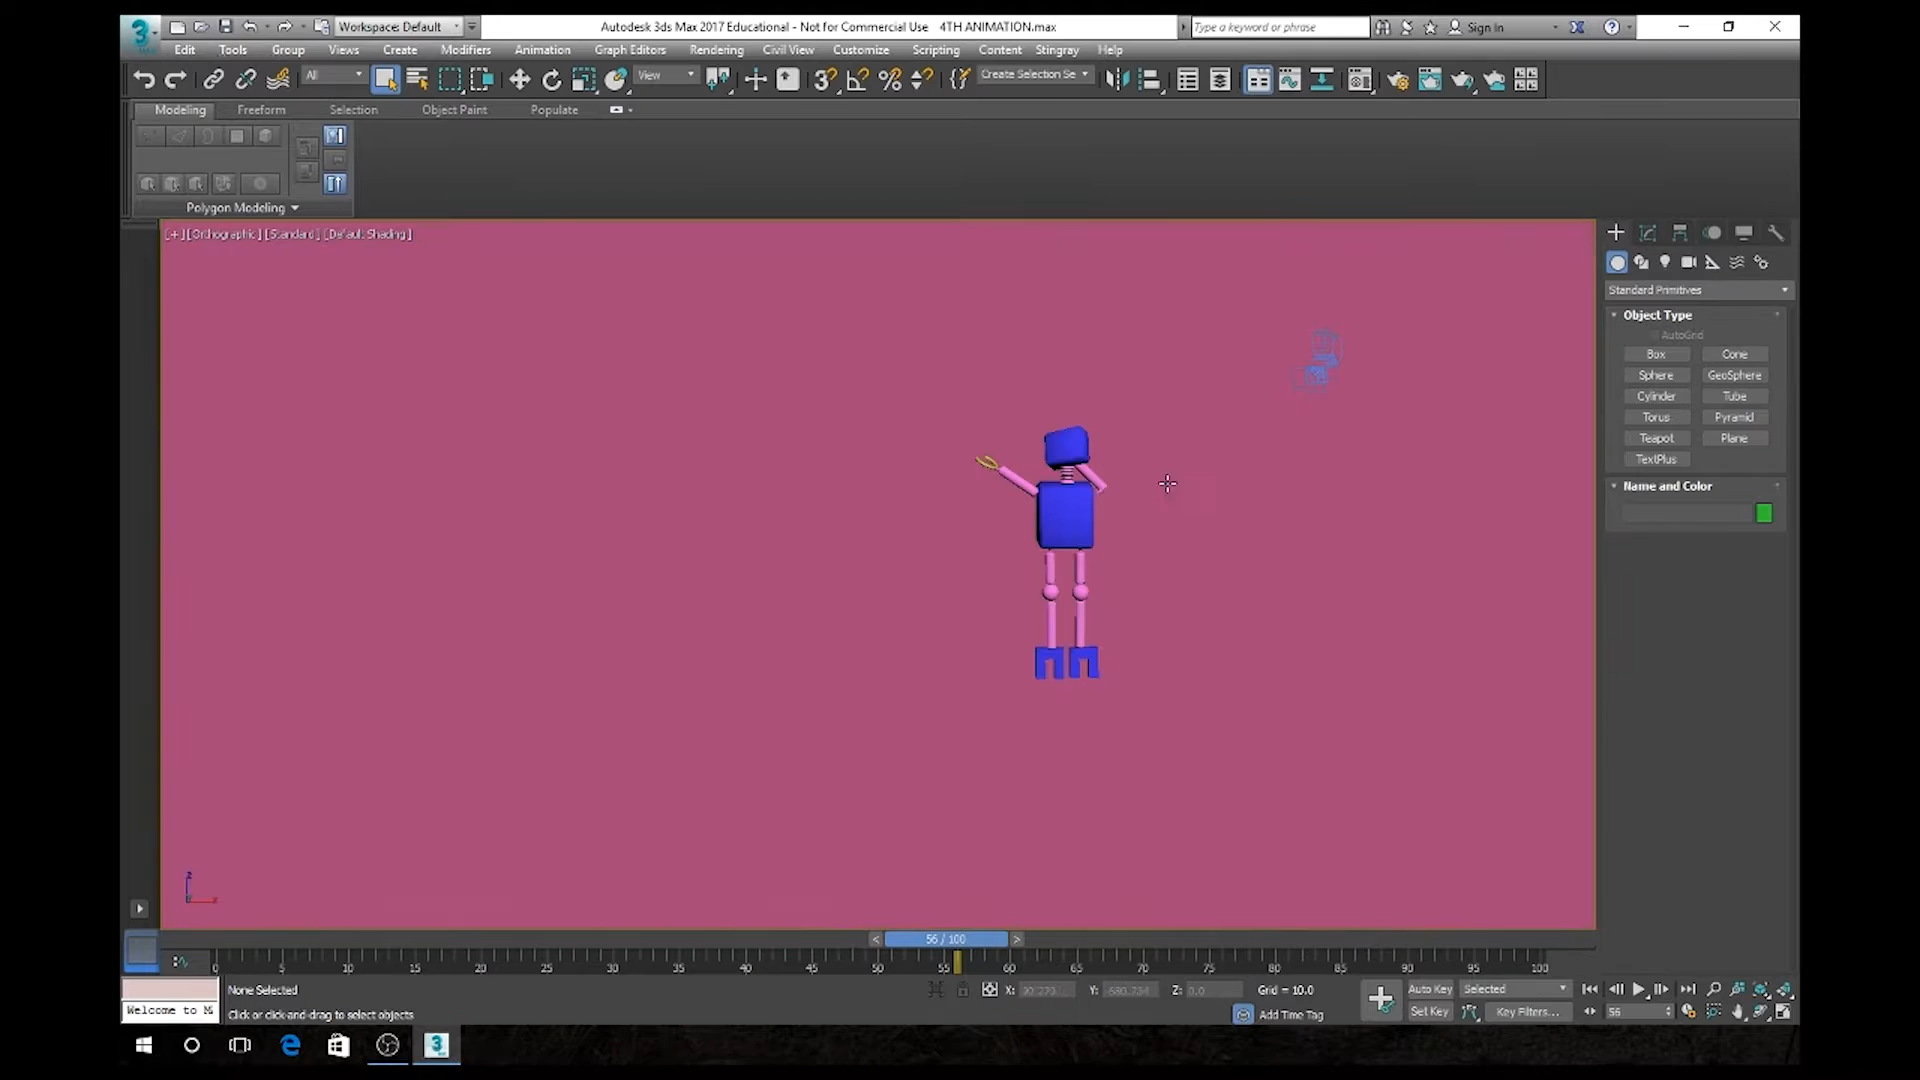 Workspace: Default
Autodesk 3ds Max 2017 Educational - Not for Commercial Use 4TH ANIMATION.max
Type a keyword or phrase
Sign In
Edit Tools Group Views Create Modifiers Animation Graph Editors Rendering Civil View Customize Scripting Content Stingray Help
All
View
Create Selection Se
Modeling Freeform Selection Object Paint Populate
Polygon Modeling
[+] [Orthographic] [Standard] [Default Shading]
Standard Primitives
Object Type
AutoGrid
Box Cone
Sphere GeoSphere
Cylinder Tube
Torus Pyramid
Teapot Plane
TextPlus
Name and Color
z
x
< 56 / 100 >
0 5 10 15 20 25 30 35 40 45 50 55 60 65 70 75 80 85 90 95 100
None Selected
X: Y: -580.734 Z: 0.0
Grid = 10.0
Auto Key Selected
Welcome to M
Click or click-and-drag to select objects
Add Time Tag
Set Key Key Filters...
56